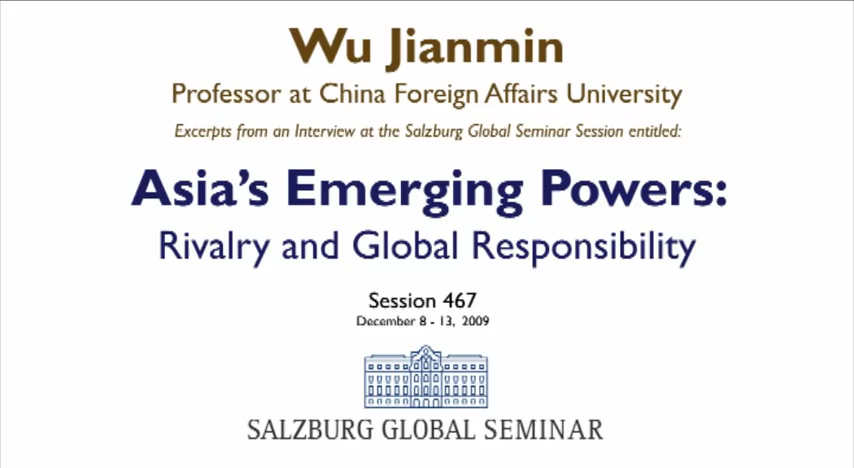 Wu Jianmin
Professor at China Foreign Affairs University
Excerpts from an Interview at the Salzburg Global Seminar Session entitled:
Asia's Emerging Powers:
Rivalry and Global Responsibility
Session 467
December 8 - 13, 2009
SALZBURG GLOBAL SEMINAR